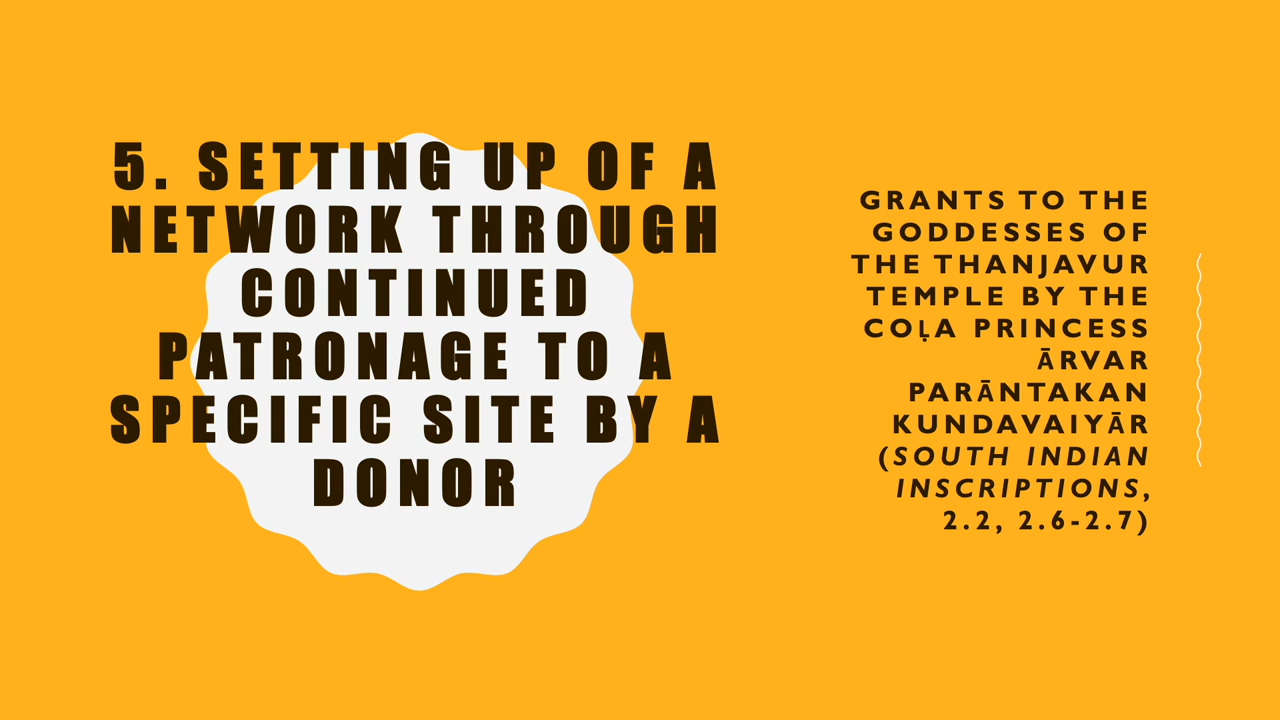 5. SETTING UP OF A
NETWORK THROUGH
CONTINUED
PATRONAGE TO A
SPECIFIC SITE BY A
DONOR
GRANTS TO THE
GODDESSES OF
THE THANJAVUR
TEMPLE BY THE
COḷA PRINCESS
ĀRVAR
PARĀNTAKAN
KUNDAVAIYĀR
(SOUTH INDIAN
INSCRIPTIONS,
2.2, 2.6-2.7)